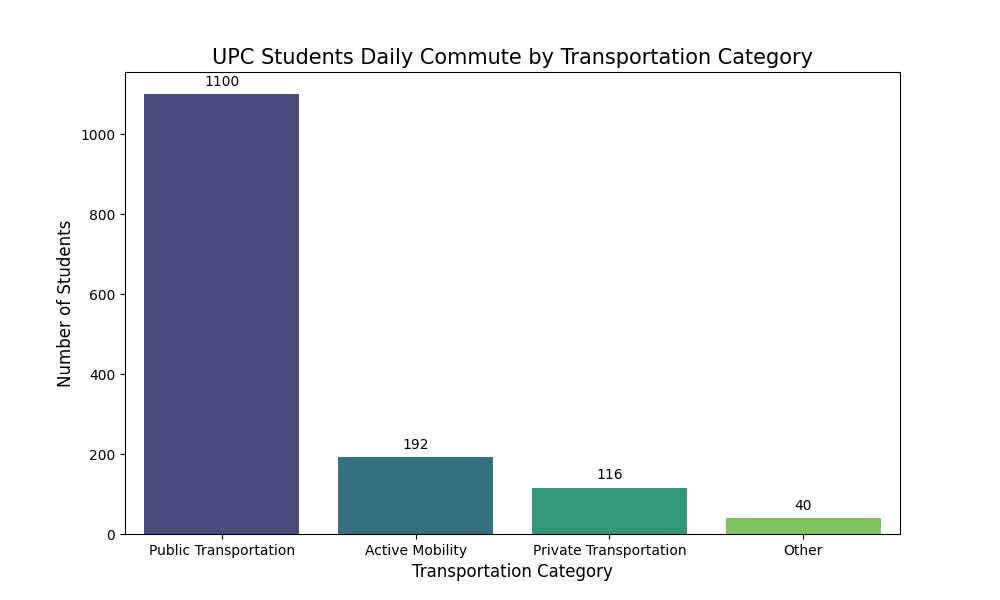 UPC Students Daily Commute by Transportation Category
1100
1000
800
600
400
200
0
192
116
40
Number of Students
Public Transportation
Active Mobility
Private Transportation
Other
Transportation Category